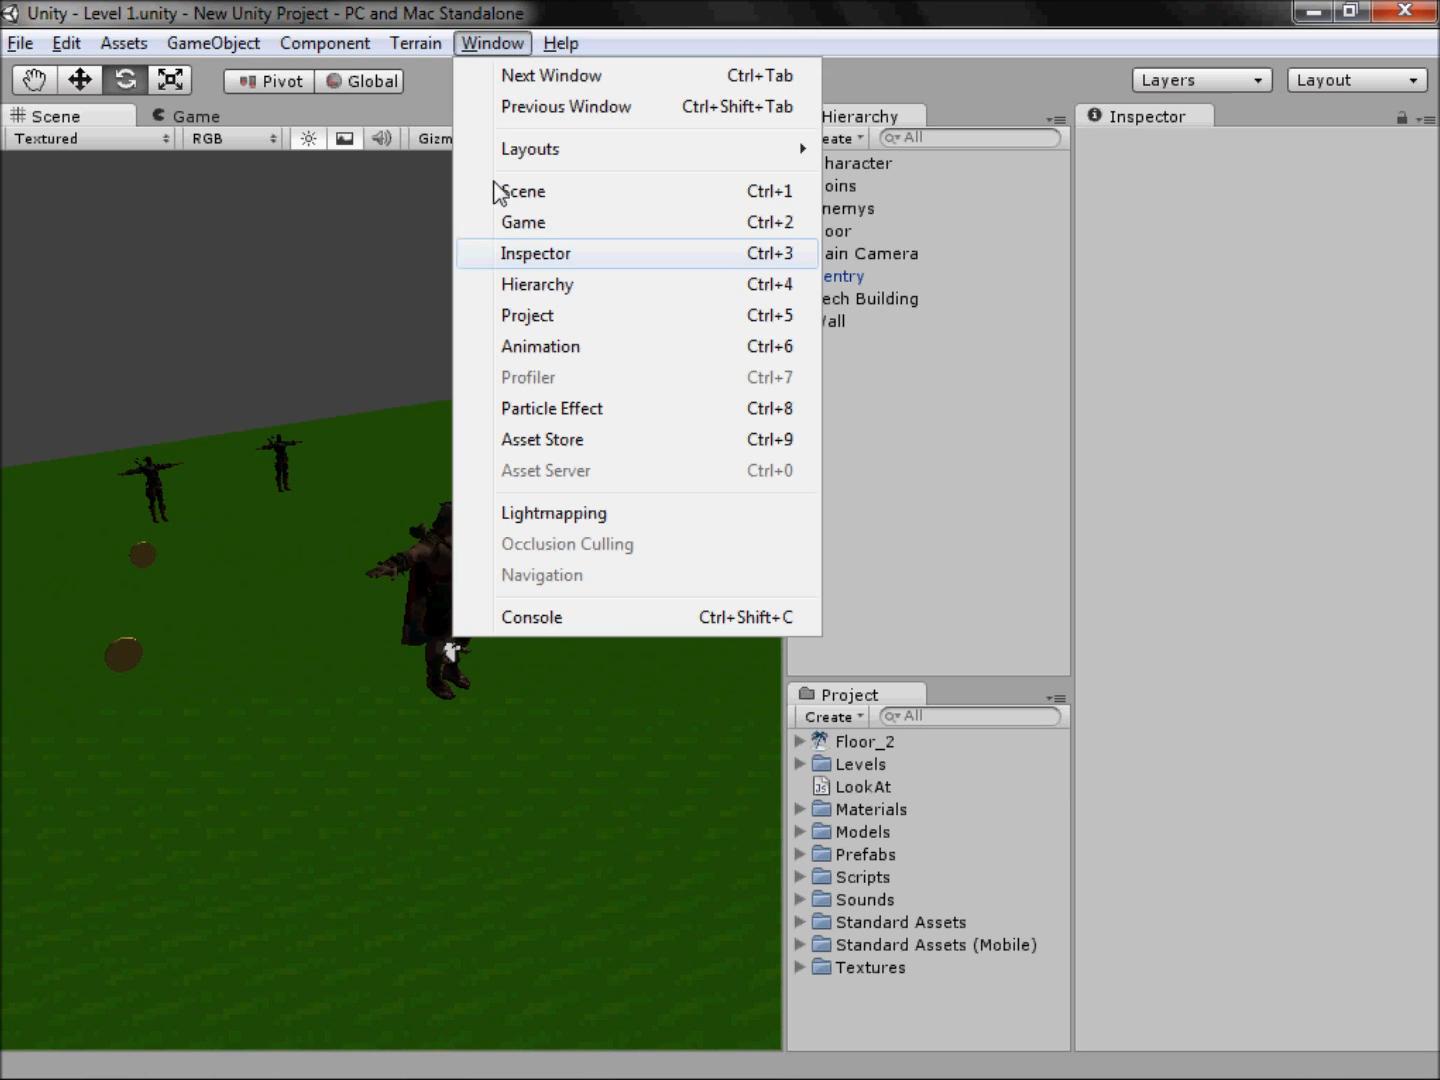 Unity - Level 1.unity - New Unity Project - PC and Mac Standalone
File Edit Assets GameObject Component Terrain Window Help
Pivot Global Layers Layout
Scene Game
Textured RGB Gizm
Next Window Ctrl+Tab
Previous Window Ctrl+Shift+Tab
Layouts
Scene Ctrl+1
Game Ctrl+2
Inspector Ctrl+3
Hierarchy Ctrl+4
Project Ctrl+5
Animation Ctrl+6
Profiler Ctrl+7
Particle Effect Ctrl+8
Asset Store Ctrl+9
Asset Server Ctrl+0
Lightmapping
Occlusion Culling
Navigation
Console Ctrl+Shift+C
Hierarchy
eate All
haracter
oins
nemys
oor
ain Camera
entry
ech Building
all
Inspector
Project
Create All
Floor_2
Levels
LookAt
Materials
Models
Prefabs
Scripts
Sounds
Standard Assets
Standard Assets (Mobile)
Textures